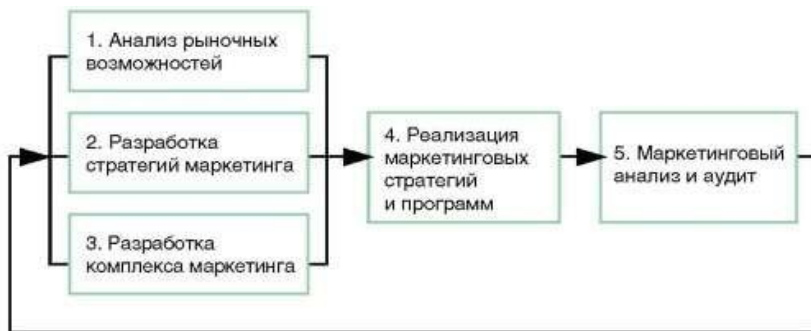 1. Анализ рыночных
возможностей
2. Разработка
стратегий маркетинга
3. Разработка
комплекса маркетинга
4. Реализация
маркетинговых
стратегий
и программ
5. Маркетинговый
анализ и аудит